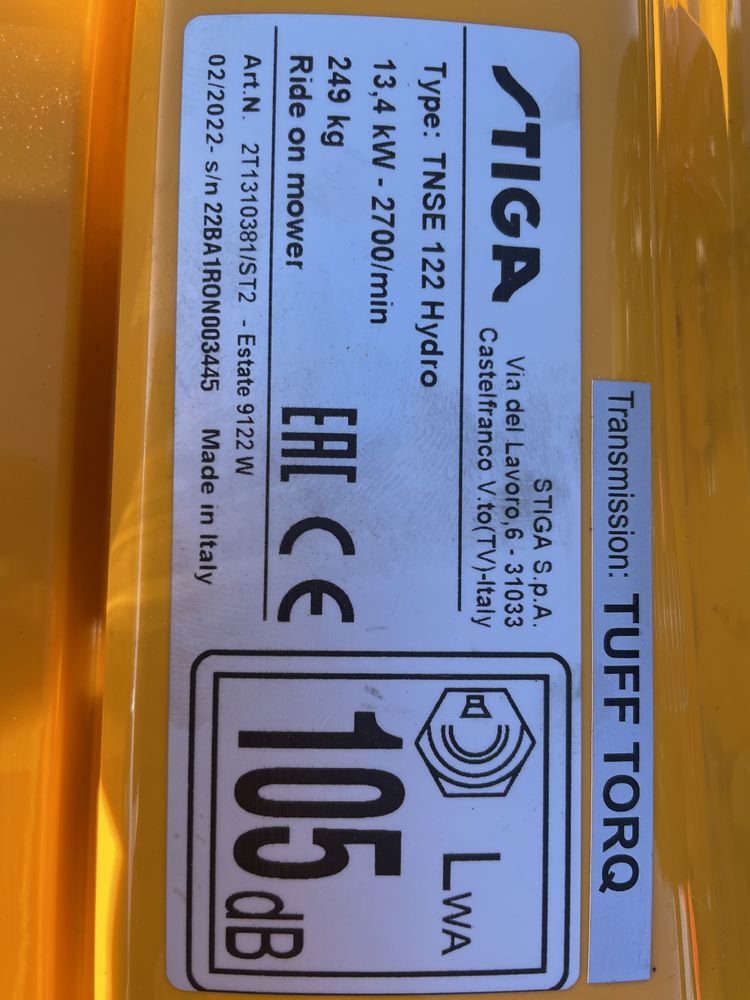 Transmission: TUFF TORQ
STIGA
STIGA S.p.A.
Via del Lavoro,6 - 31033
Castelfranco V.to(TV)-Italy
Type: TNSE 122 Hydro
13,4 kW - 2700/min
249 kg
Ride on mower
EAC CE
Art.N. 2T1310381/ST2 - Estate 9122 W
02/2022- s/n 22BA1RON003445 Made in Italy
LWA
105 dB